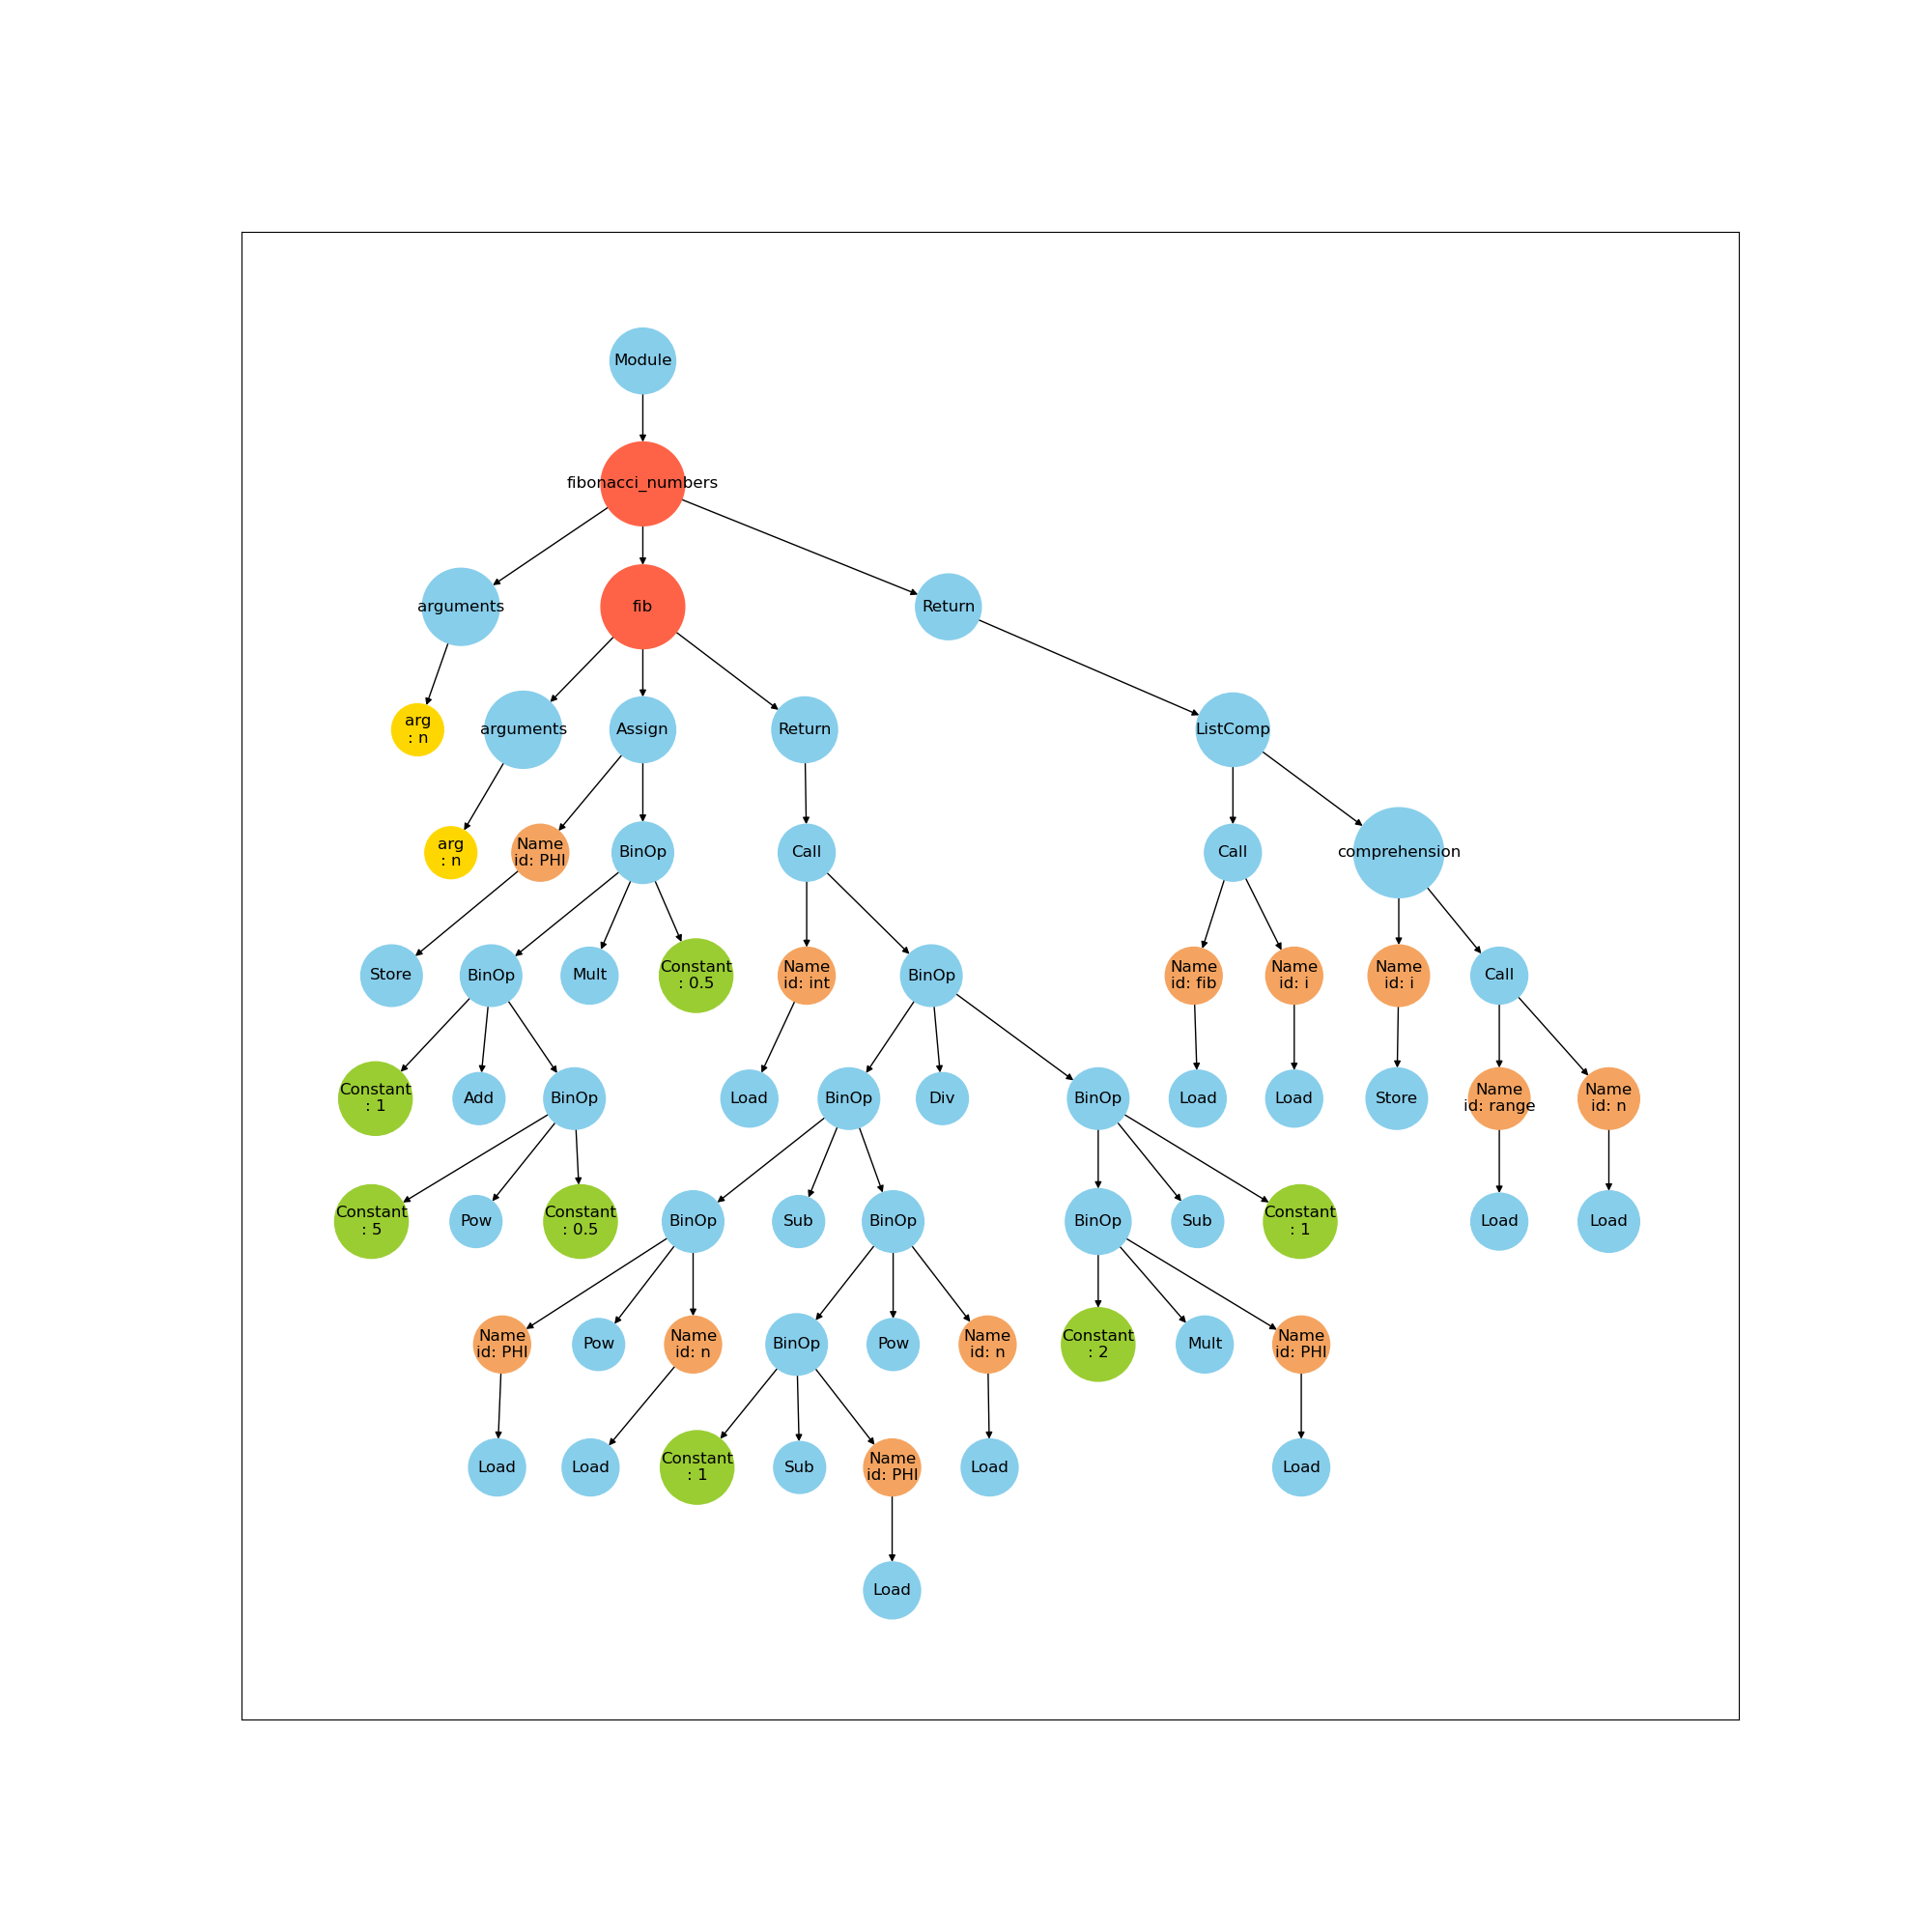 Module
fibonacci_numbers
arguments
fib
Return
arg
: n
arguments
Assign
Return
ListComp
arg
: n
Name
id: PHI
BinOp
Call
Call
comprehension
Store
BinOp
Mult
Constant
: 0.5
Name
id: int
BinOp
Name
id: fib
Name
id: i
Name
id: i
Call
Constant
: 1
Add
BinOp
Load
BinOp
Div
BinOp
Load
Load
Store
Name
id: range
Name
id: n
Constant
: 5
Pow
Constant
: 0.5
BinOp
Sub
BinOp
BinOp
Sub
Constant
: 1
Load
Load
Name
id: PHI
Pow
Name
id: n
BinOp
Pow
Name
id: n
Constant
: 2
Mult
Name
id: PHI
Load
Load
Constant
: 1
Sub
Name
id: PHI
Load
Load
Load